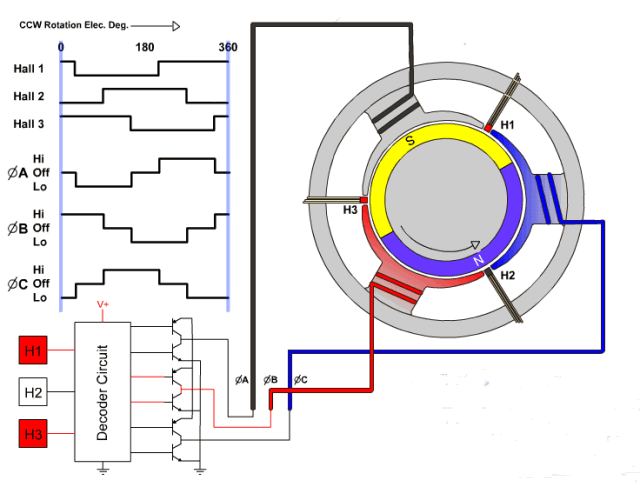 CCW Rotation Elec. Deg.
0 180 360
Hall 1
Hall 2
Hall 3
Hi
ØA Off
Lo
Hi
ØB Off
Lo
Hi
ØC Off
Lo
V+
H1
H2
H3
Decoder Circuit
ØA ØB ØC
H1
S
H3
N
H2